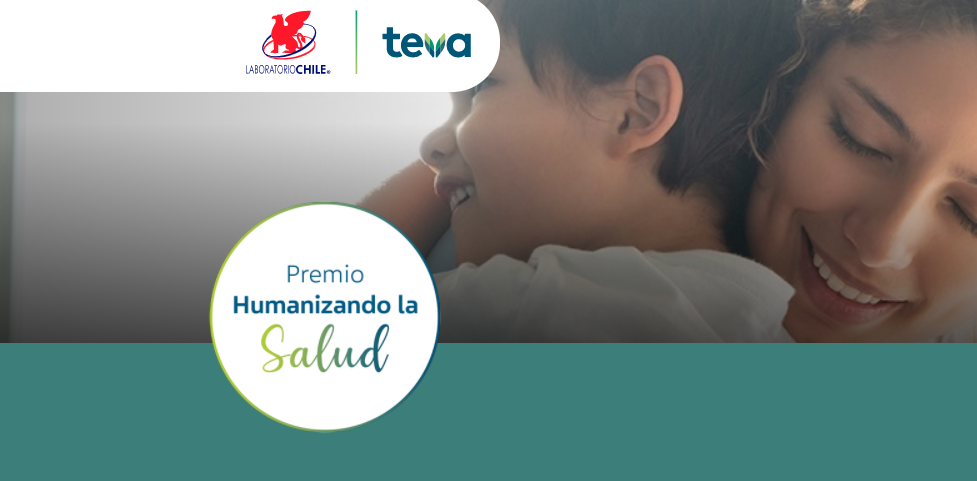 LABORATORIOCHILE®
teva
Premio
Humanizando la
Salud